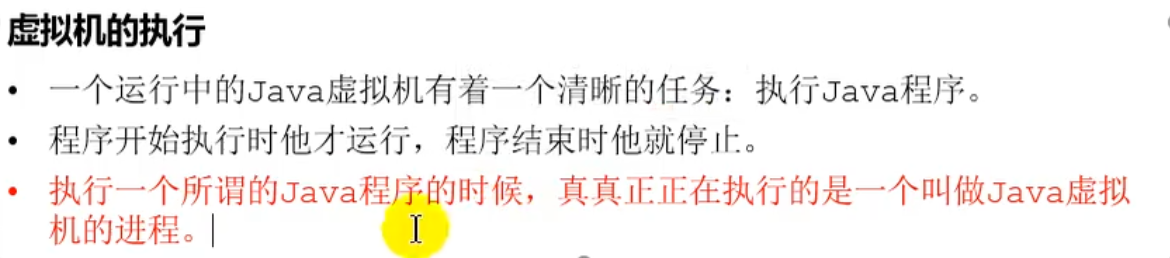 虚拟机的执行
• 一个运行中的Java虚拟机有着一个清晰的任务：执行Java程序。
• 程序开始执行时他才运行，程序结束时他就停止。
• 执行一个所谓的Java程序的时候，真真正正在执行的是一个叫做Java虚拟
机的进程。